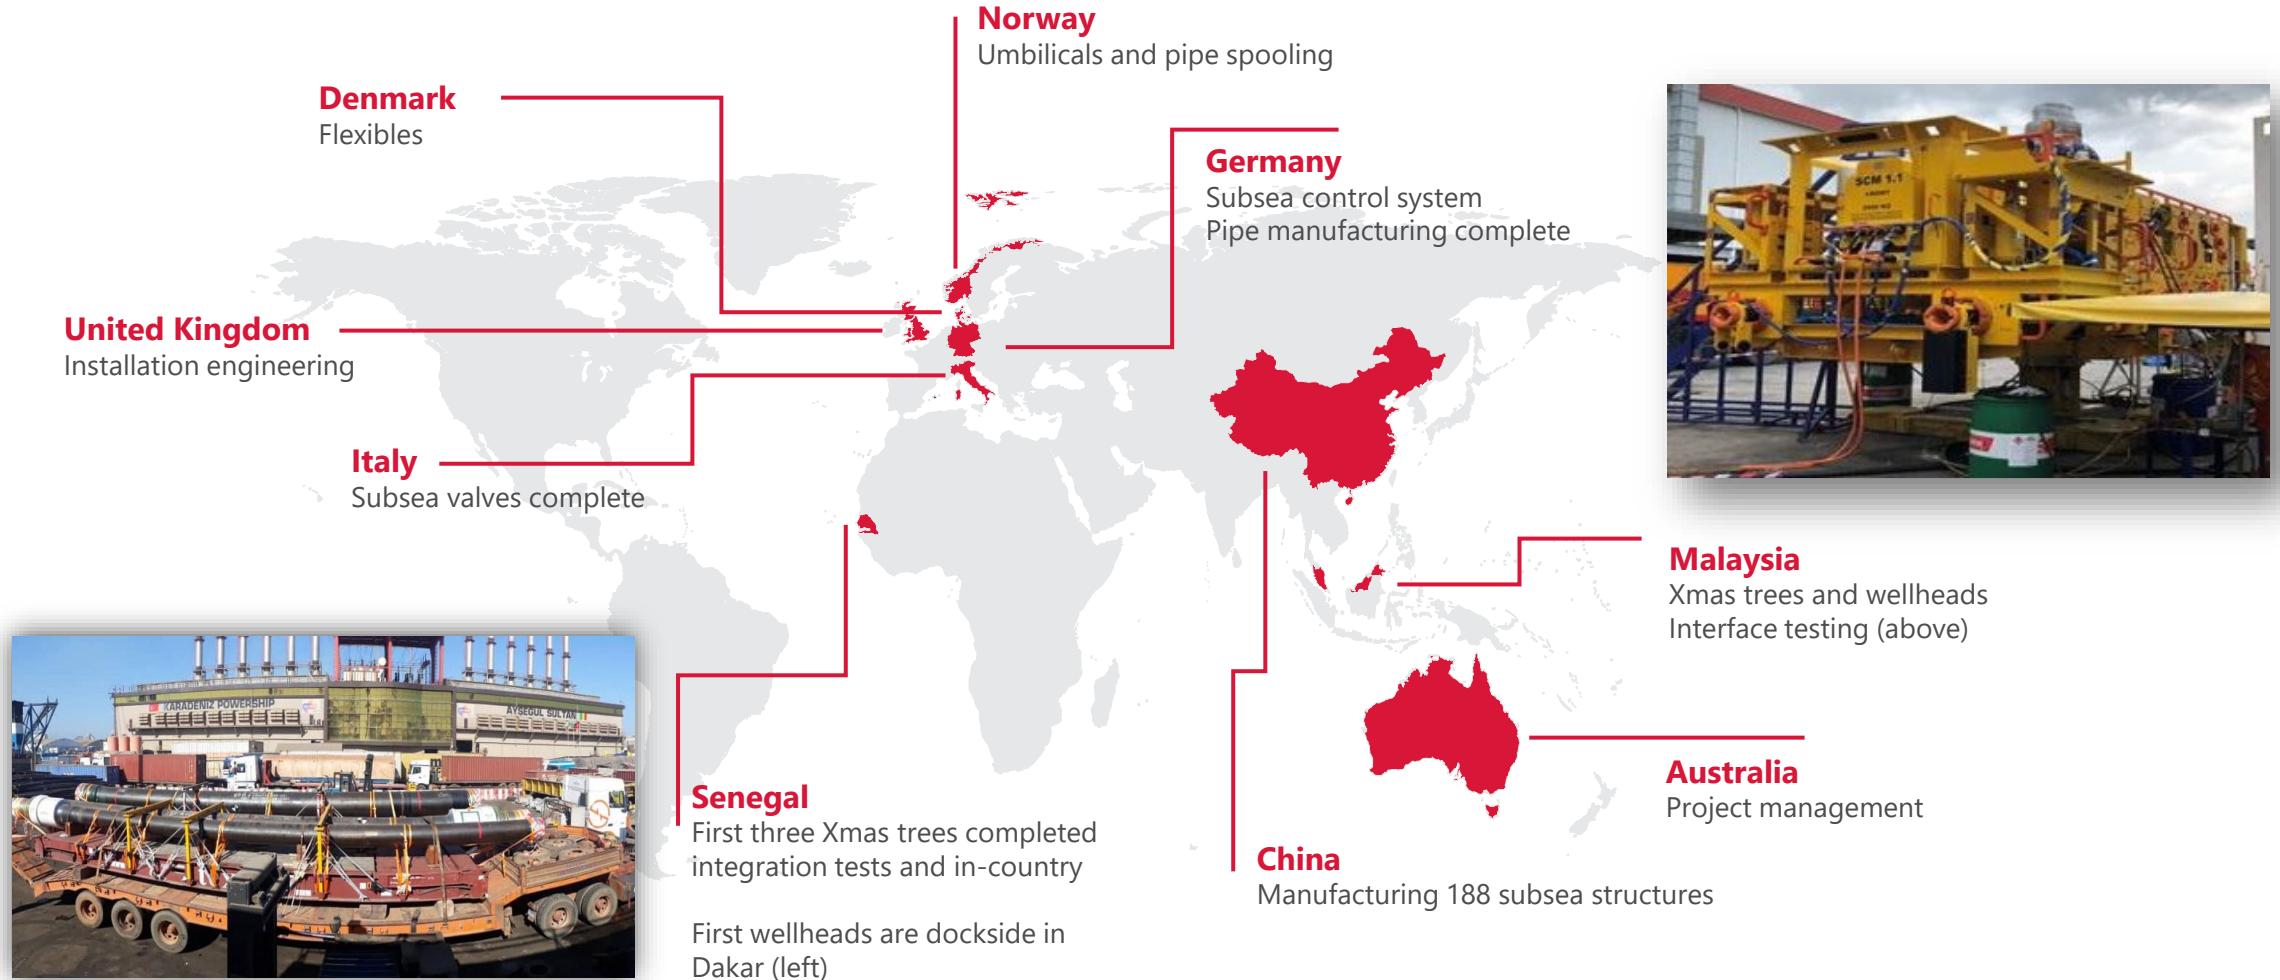 Norway
Umbilicals and pipe spooling
Denmark
Flexibles
Germany
Subsea control system
Pipe manufacturing complete
SCM 1.1
United Kingdom
Installation engineering
Italy
Subsea valves complete
Malaysia
Xmas trees and wellheads
Interface testing (above)
KARADENIZ POWERSHIP
AYSEGUL SULTAN
Australia
Project management
Senegal
First three Xmas trees completed
integration tests and in-country
First wellheads are dockside in
Dakar (left)
China
Manufacturing 188 subsea structures